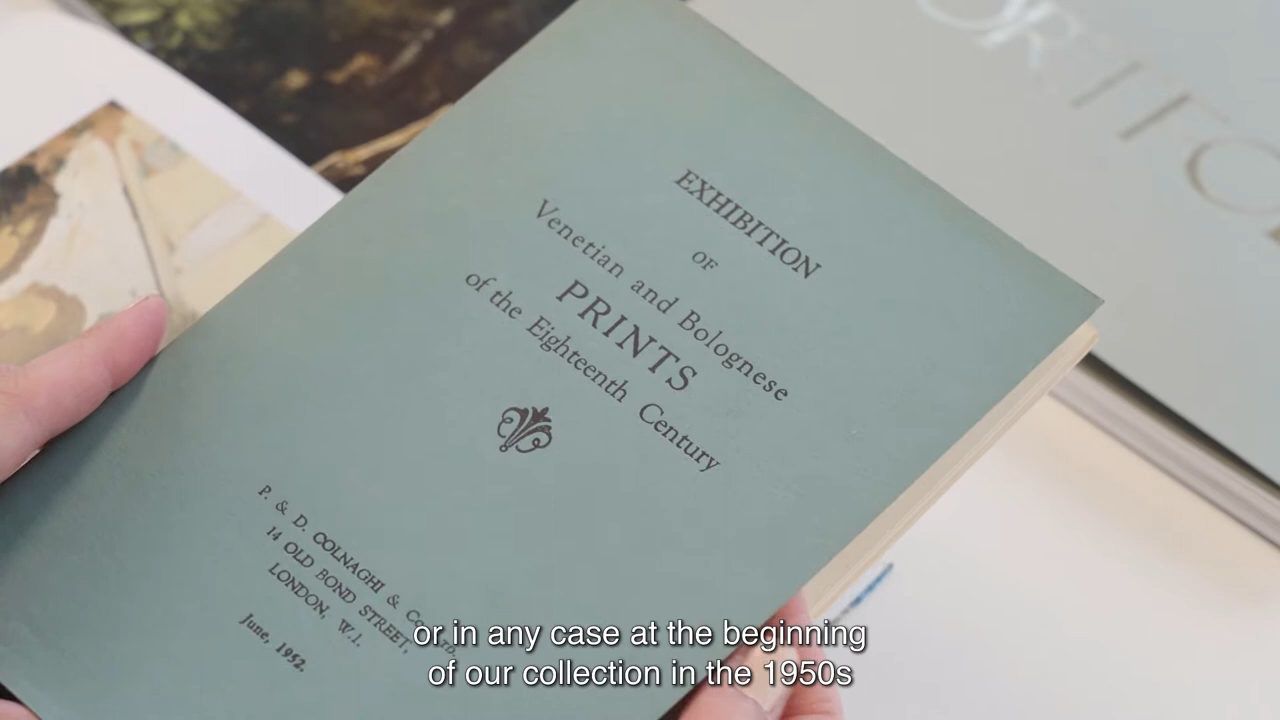 EXHIBITION
OF
Venetian and Bolognese
PRINTS
of the Eighteenth Century
P. & D. COLNAGHI & Co. Ltd.
14 OLD BOND STREET,
LONDON, W.1.
June, 1952.
or in any case at the beginning
of our collection in the 1950s